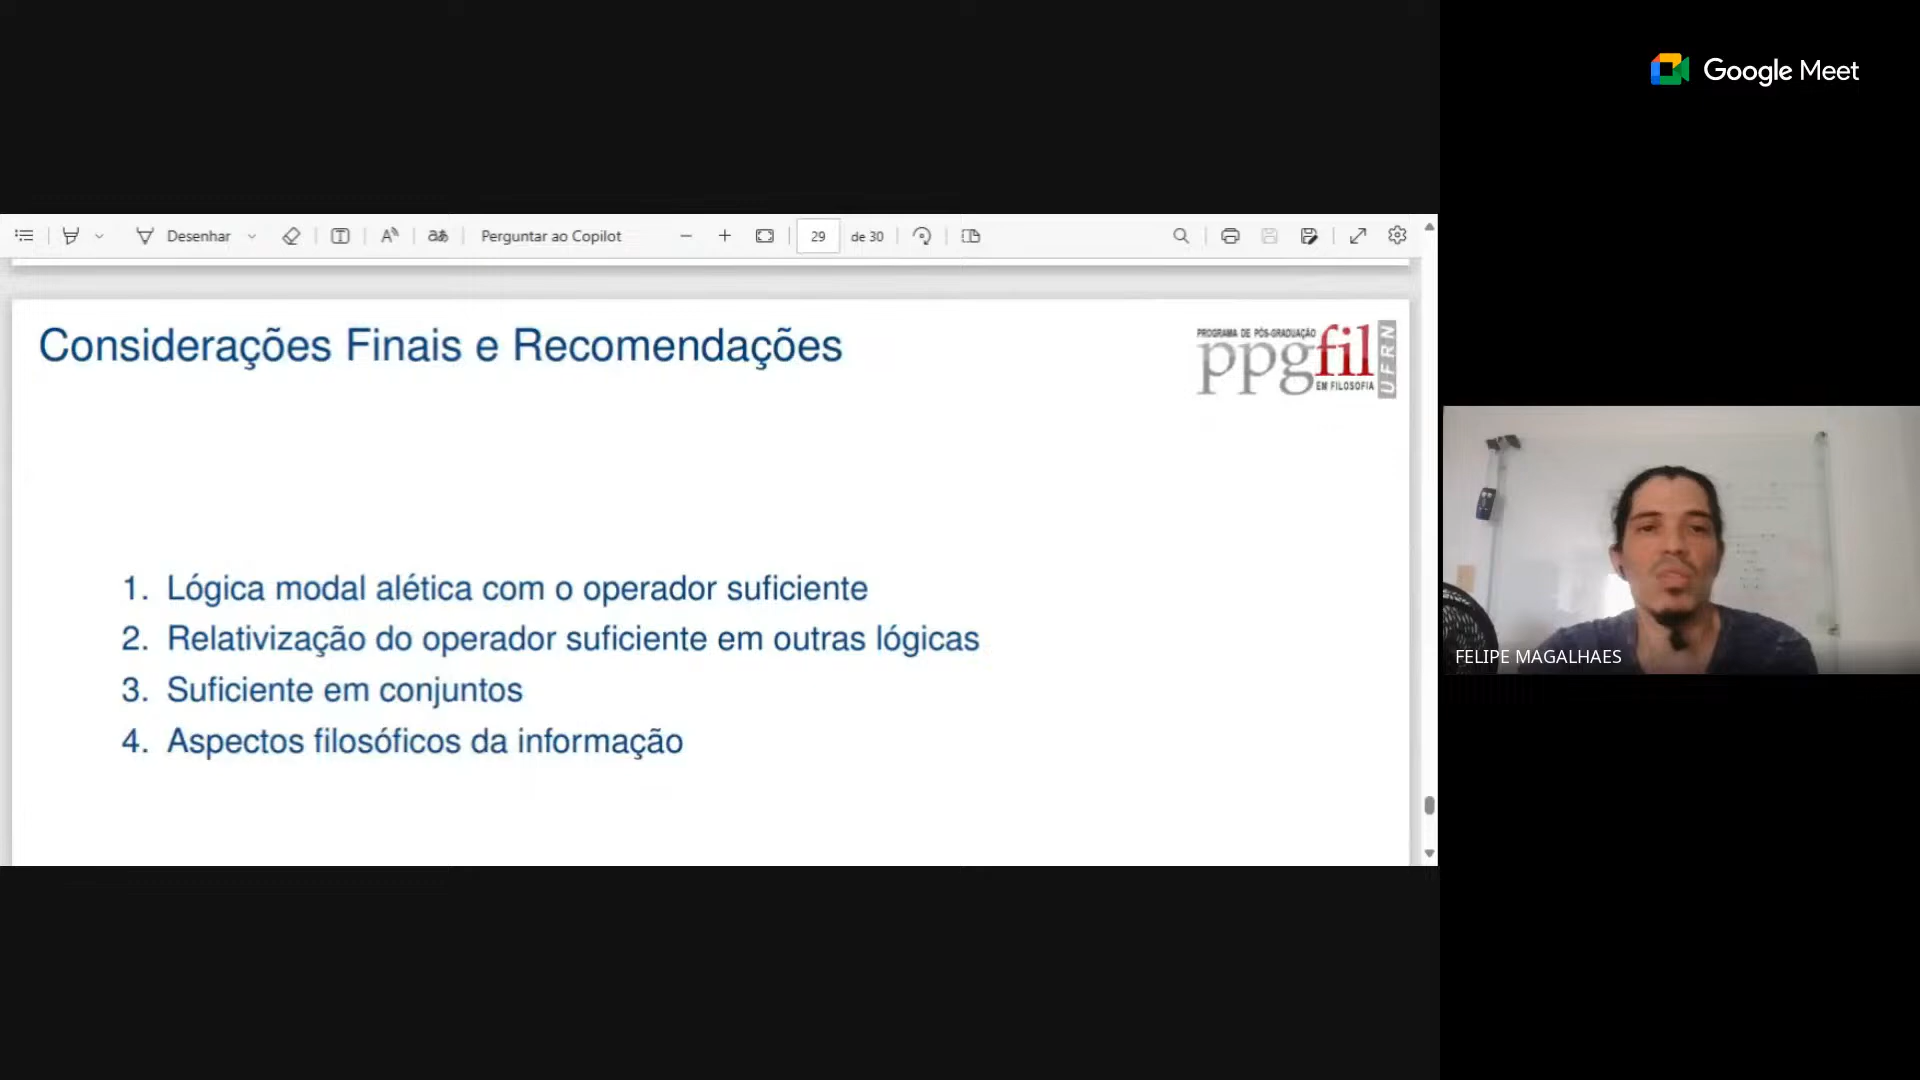 Google Meet
Desenhar
Perguntar ao Copilot
29 de 30
Considerações Finais e Recomendações
PROGRAMA DE PÓS-GRADUAÇÃO
ppgfil
EM FILOSOFIA
UFRN
1. Lógica modal alética com o operador suficiente
2. Relativização do operador suficiente em outras lógicas
3. Suficiente em conjuntos
4. Aspectos filosóficos da informação
FELIPE MAGALHAES